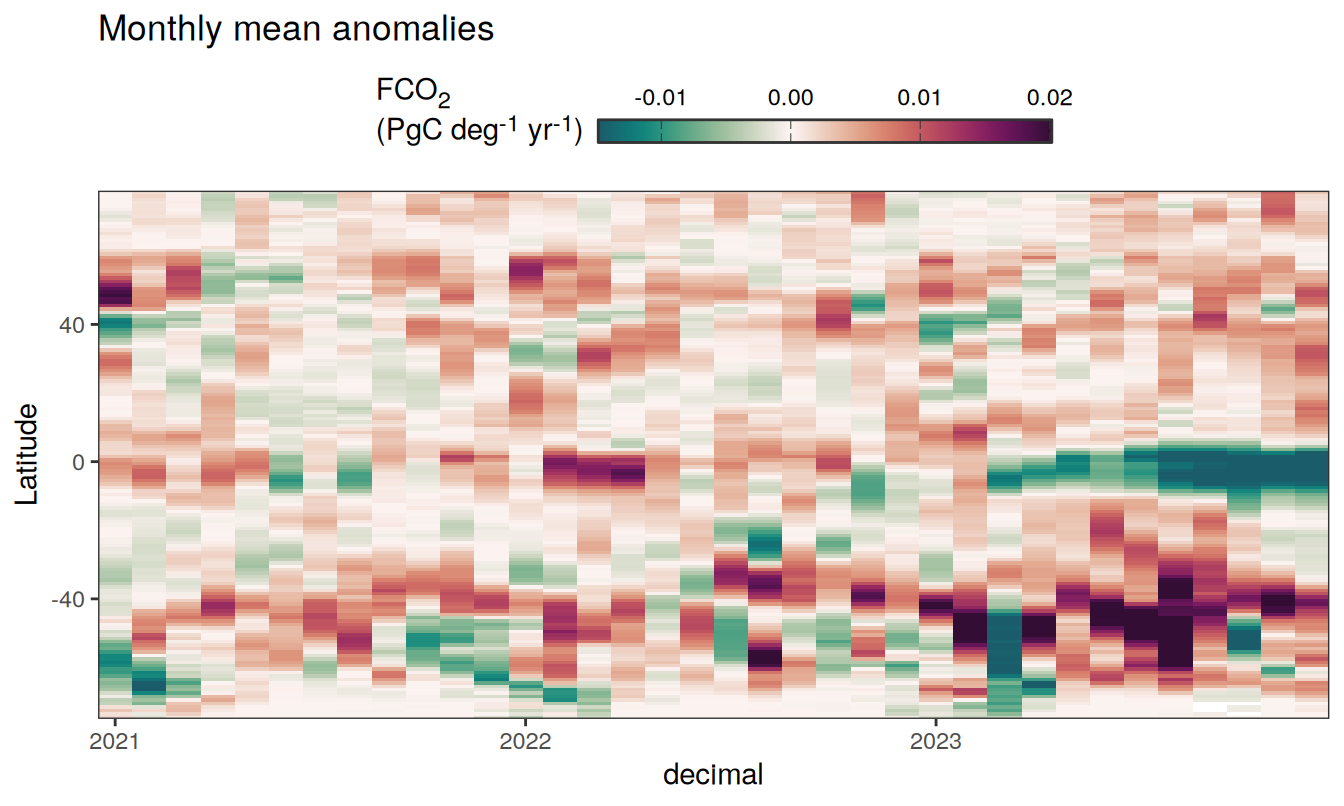 Monthly mean anomalies
FCO₂
(PgC deg⁻¹ yr⁻¹)
-0.01 0.00 0.01 0.02
Latitude
40
0
-40
2021 2022 2023
decimal